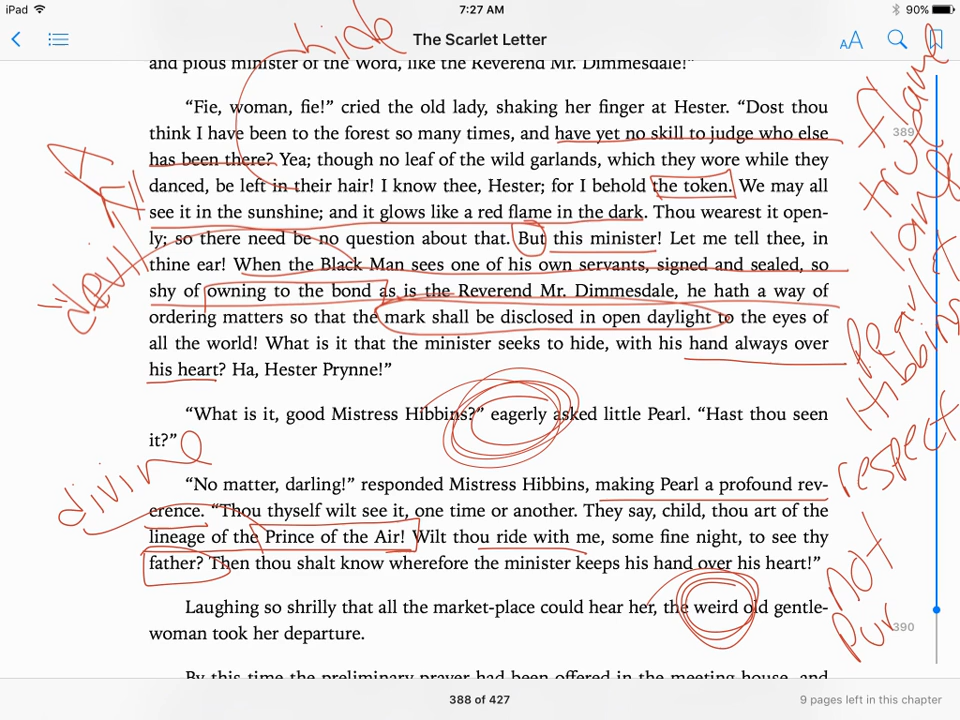 iPad 7:27 AM 90%
The Scarlet Letter
AA
hide
and pious minister of the Word, like the Reverend Mr. Dimmesdale!”
“Fie, woman, fie!” cried the old lady, shaking her finger at Hester. “Dost thou
think I have been to the forest so many times, and have yet no skill to judge who else
389
has been there? Yea; though no leaf of the wild garlands, which they wore while they
danced, be left in their hair! I know thee, Hester; for I behold the token. We may all
see it in the sunshine; and it glows like a red flame in the dark. Thou wearest it open-
ly; so there need be no question about that. But this minister! Let me tell thee, in
thine ear! When the Black Man sees one of his own servants, signed and sealed, so
shy of owning to the bond as is the Reverend Mr. Dimmesdale, he hath a way of
ordering matters so that the mark shall be disclosed in open daylight to the eyes of
all the world! What is it that the minister seeks to hide, with his hand always over
his heart? Ha, Hester Prynne!”
“What is it, good Mistress Hibbins?” eagerly asked little Pearl. “Hast thou seen
it?”
“No matter, darling!” responded Mistress Hibbins, making Pearl a profound rev-
erence. “Thou thyself wilt see it, one time or another. They say, child, thou art of the
lineage of the Prince of the Air! Wilt thou ride with me, some fine night, to see thy
father? Then thou shalt know wherefore the minister keeps his hand over his heart!”
Laughing so shrilly that all the market-place could hear her, the weird old gentle-
390
woman took her departure.
By this time the preliminary prayer had been offered in the meeting house, and
A
devil
divine
flame
true
Pearl
Hibbins
respect
not
Pur
388 of 427
9 pages left in this chapter